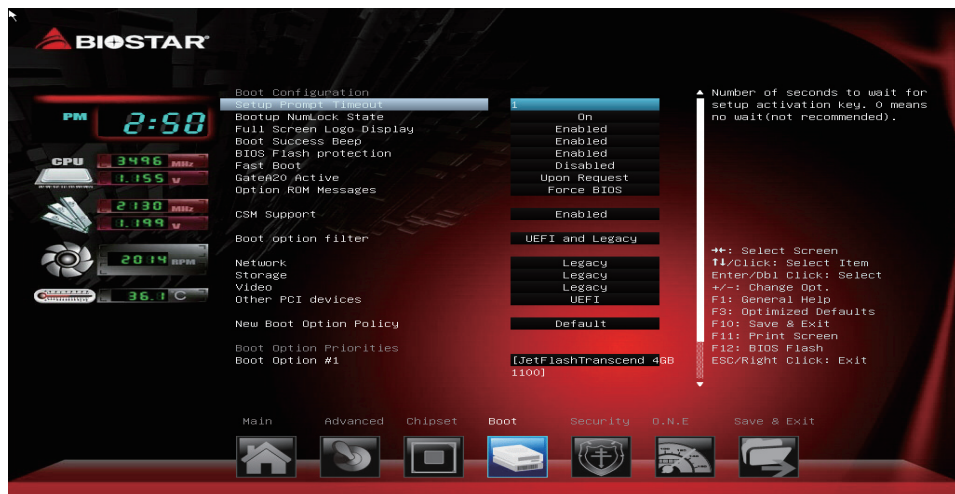 BIOSTAR
PM 2:50
CPU 3496 MHz
1.155 V
2130 MHz
1.199 V
2014 RPM
36.1 C
Boot Configuration
Setup Prompt Timeout 1
Bootup NumLock State On
Full Screen Logo Display Enabled
Boot Success Beep Enabled
BIOS Flash protection Enabled
Fast Boot Disabled
GateA20 Active Upon Request
Option ROM Messages Force BIOS
CSM Support Enabled
Boot option filter UEFI and Legacy
Network Legacy
Storage Legacy
Video Legacy
Other PCI devices UEFI
New Boot Option Policy Default
Boot Option Priorities
Boot Option #1 [JetFlashTranscend 4GB
1100]
Number of seconds to wait for
setup activation key. 0 means
no wait(not recommended).
→←: Select Screen
↑↓/Click: Select Item
Enter/Dbl Click: Select
+/-: Change Opt.
F1: General Help
F3: Optimized Defaults
F10: Save & Exit
F11: Print Screen
F12: BIOS Flash
ESC/Right Click: Exit
Main Advanced Chipset Boot Security O.N.E Save & Exit